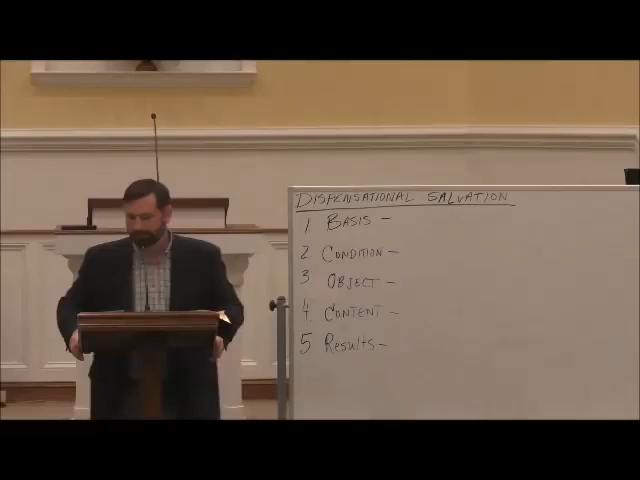 DISPENSATIONAL SALVATION
1 BASIS -
2 CONDITION -
3 OBJECT -
4. CONTENT -
5 Results -